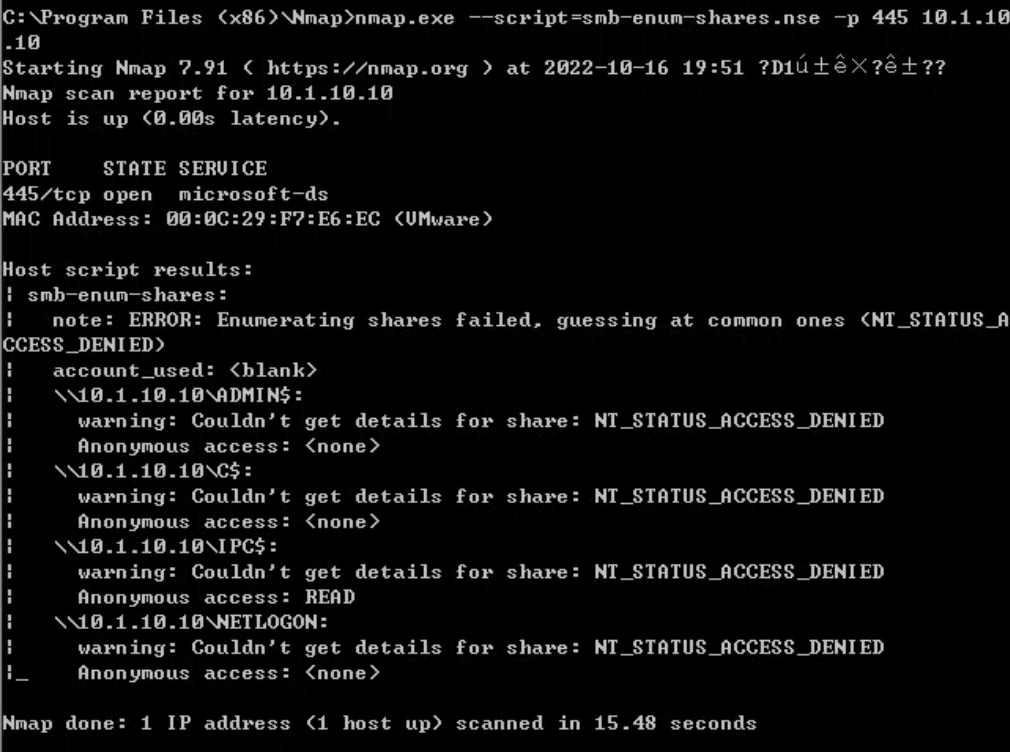 C:\Program Files (x86)\Nmap>nmap.exe --script=smb-enum-shares.nse -p 445 10.1.10
.10
Starting Nmap 7.91 ( https://nmap.org ) at 2022-10-16 19:51 ?D1ú±ê×?ê±??
Nmap scan report for 10.1.10.10
Host is up (0.00s latency).
PORT    STATE SERVICE
445/tcp open  microsoft-ds
MAC Address: 00:0C:29:F7:E6:EC (VMware)
Host script results:
| smb-enum-shares:
|   note: ERROR: Enumerating shares failed, guessing at common ones (NT_STATUS_A
CCESS_DENIED)
|   account_used: <blank>
|   \\10.1.10.10\ADMIN$:
|     warning: Couldn't get details for share: NT_STATUS_ACCESS_DENIED
|     Anonymous access: <none>
|   \\10.1.10.10\C$:
|     warning: Couldn't get details for share: NT_STATUS_ACCESS_DENIED
|     Anonymous access: <none>
|   \\10.1.10.10\IPC$:
|     warning: Couldn't get details for share: NT_STATUS_ACCESS_DENIED
|     Anonymous access: READ
|   \\10.1.10.10\NETLOGON:
|     warning: Couldn't get details for share: NT_STATUS_ACCESS_DENIED
|_    Anonymous access: <none>
Nmap done: 1 IP address (1 host up) scanned in 15.48 seconds